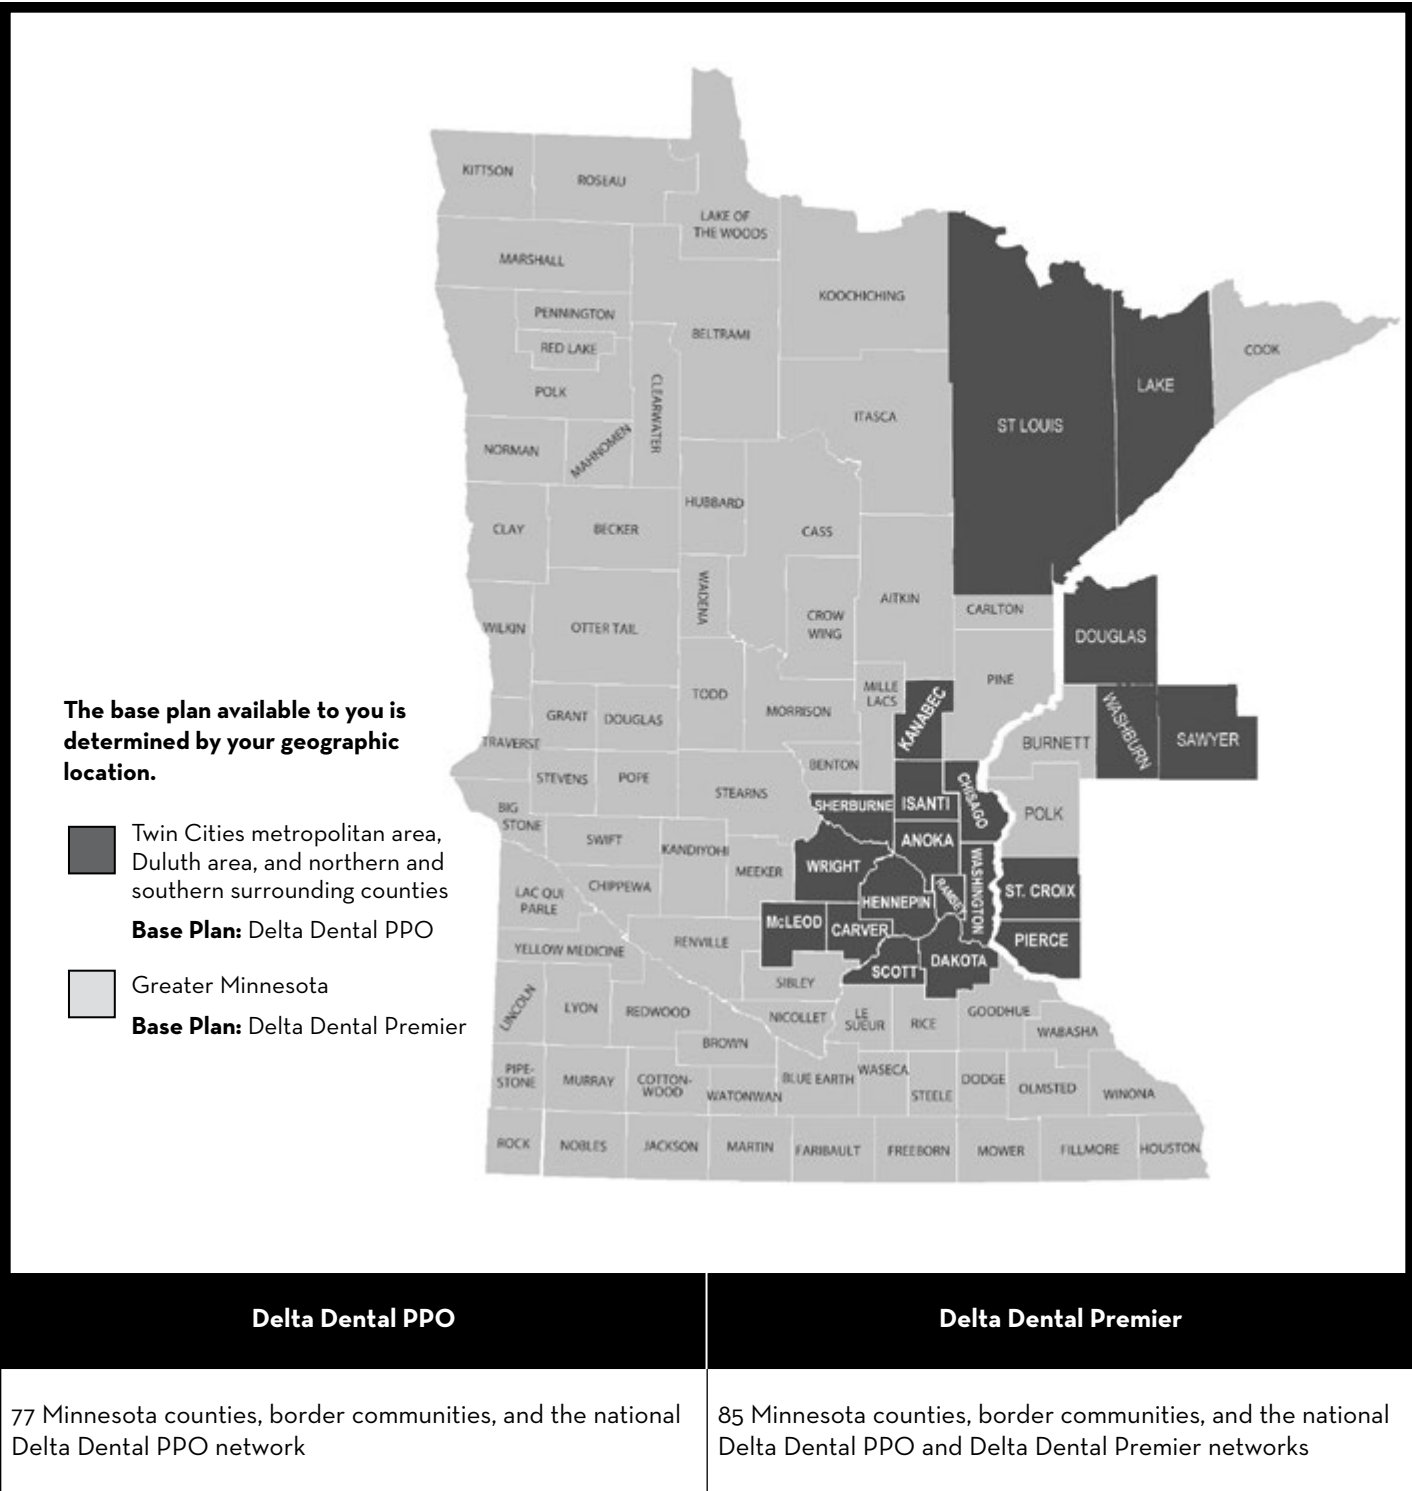 KITTSON
ROSEAU
LAKE OF
THE WOODS
MARSHALL
KOOCHICHING
PENNINGTON
BELTRAMI
RED LAKE
COOK
POLK
CLEARWATER
LAKE
ITASCA
ST LOUIS
NORMAN
MAHNOMEN
HUBBARD
CLAY
BECKER
CASS
WADENA
AITKIN
CARLTON
CROW
WING
WILKIN
OTTER TAIL
DOUGLAS
PINE
MILLE
LACS
TODD
KANABEC
MORRISON
GRANT
DOUGLAS
TRAVERSE
BURNETT
WASHBURN
SAWYER
BENTON
STEVENS
POPE
STEARNS
CHISAGO
SHERBURNE
ISANTI
POLK
BIG
STONE
SWIFT
KANDIYOHI
ANOKA
WRIGHT
MEEKER
WASHINGTON
CHIPPEWA
LAC QUI
PARLE
RAMSEY
HENNEPIN
ST. CROIX
McLEOD
CARVER
PIERCE
YELLOW MEDICINE
RENVILLE
DAKOTA
SCOTT
SIBLEY
LINCOLN
LYON
REDWOOD
NICOLLET
LE
SUEUR
RICE
GOODHUE
WABASHA
BROWN
PIPE-
STONE
MURRAY
COTTON-
WOOD
WATONWAN
BLUE EARTH
WASECA
STEELE
DODGE
OLMSTED
WINONA
ROCK
NOBLES
JACKSON
MARTIN
FARIBAULT
FREEBORN
MOWER
FILLMORE
HOUSTON
The base plan available to you is
determined by your geographic
location.
Twin Cities metropolitan area,
Duluth area, and northern and
southern surrounding counties
Base Plan: Delta Dental PPO
Greater Minnesota
Base Plan: Delta Dental Premier
Delta Dental PPO
77 Minnesota counties, border communities, and the national
Delta Dental PPO network
Delta Dental Premier
85 Minnesota counties, border communities, and the national
Delta Dental PPO and Delta Dental Premier networks